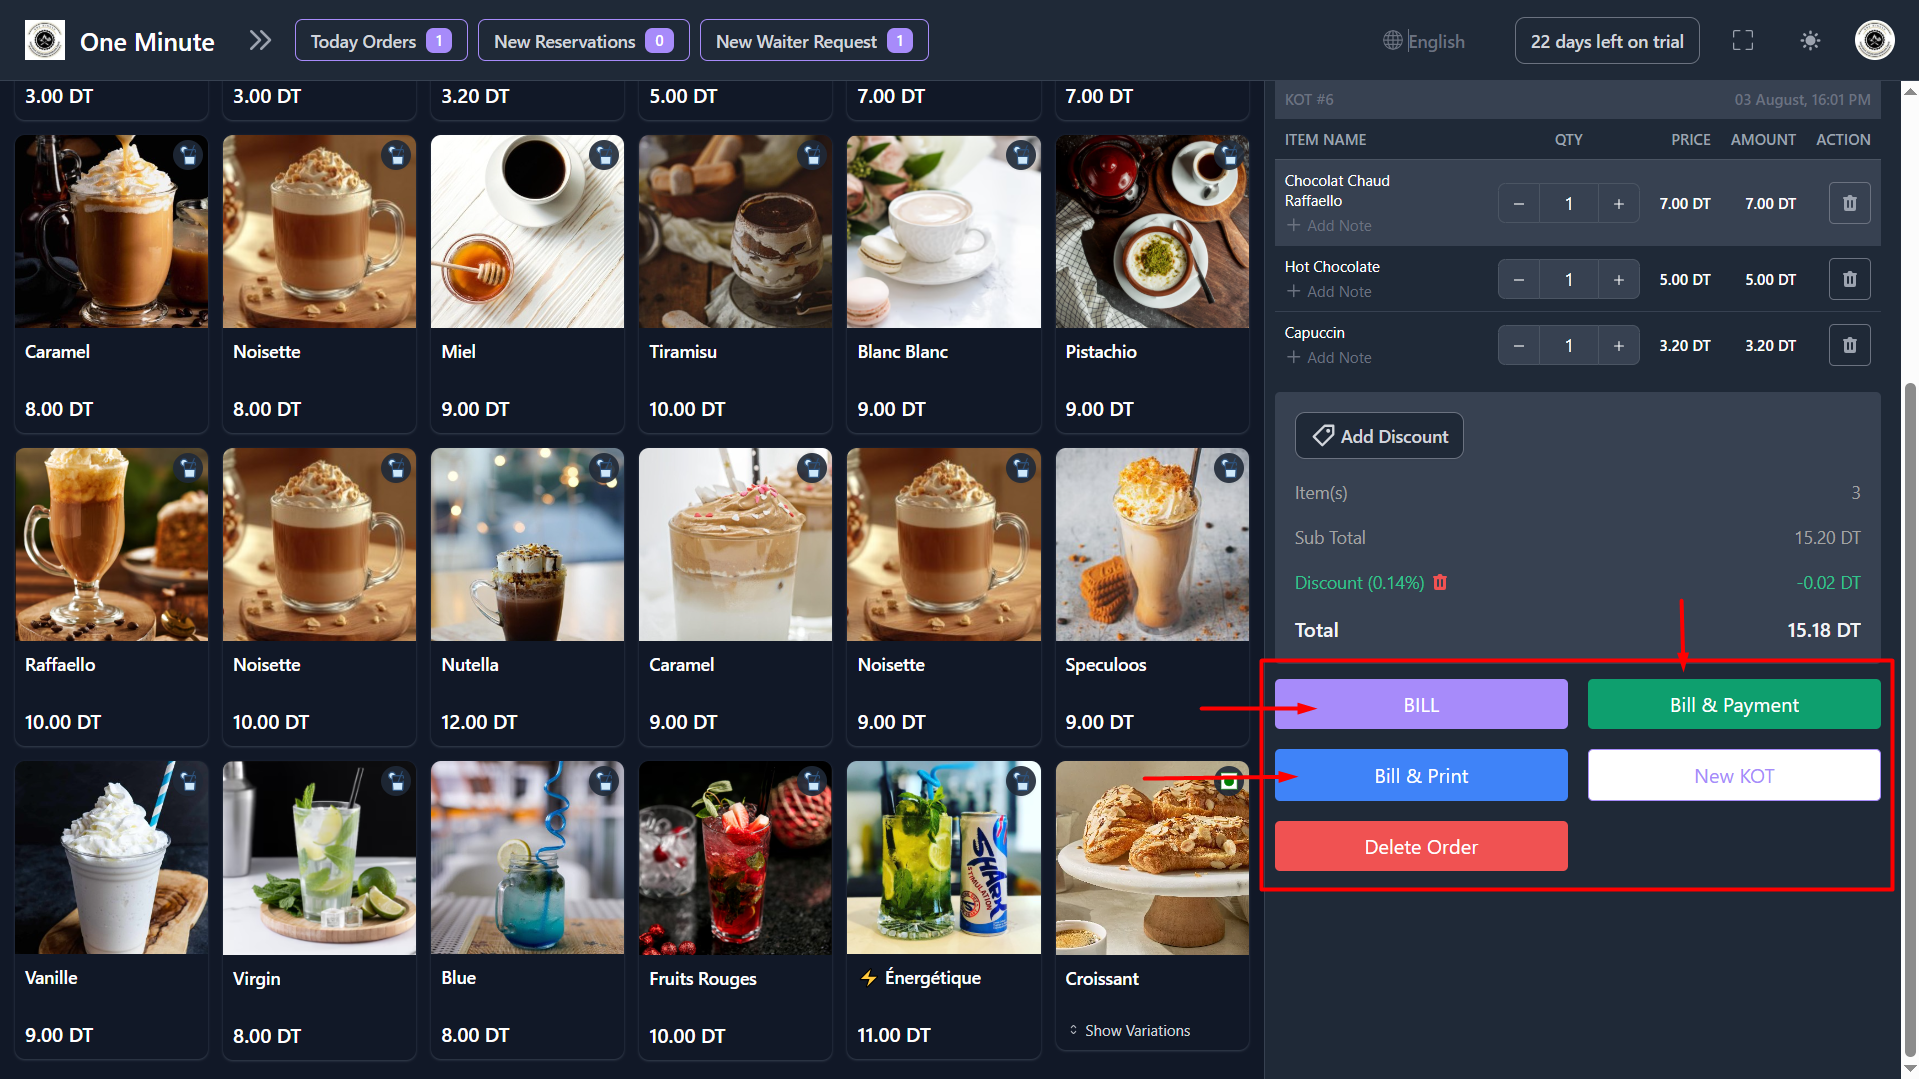 One Minute
Today Orders 1
New Reservations 0
New Waiter Request 1
English
22 days left on trial
3.00 DT
3.00 DT
3.20 DT
5.00 DT
7.00 DT
7.00 DT
Caramel
8.00 DT
Noisette
8.00 DT
Miel
9.00 DT
Tiramisu
10.00 DT
Blanc Blanc
9.00 DT
Pistachio
9.00 DT
Raffaello
10.00 DT
Noisette
10.00 DT
Nutella
12.00 DT
Caramel
9.00 DT
Noisette
9.00 DT
Speculoos
9.00 DT
Vanille
9.00 DT
Virgin
8.00 DT
Blue
8.00 DT
Fruits Rouges
10.00 DT
SHARK
STIMULATION
⚡ Énergétique
11.00 DT
Croissant
Show Variations
KOT #6 03 August, 16:01 PM
ITEM NAME QTY PRICE AMOUNT ACTION
Chocolat Chaud
Raffaello
+ Add Note
− 1 + 7.00 DT 7.00 DT
Hot Chocolate
+ Add Note
− 1 + 5.00 DT 5.00 DT
Capuccin
+ Add Note
− 1 + 3.20 DT 3.20 DT
Add Discount
Item(s) 3
Sub Total 15.20 DT
Discount (0.14%) -0.02 DT
Total 15.18 DT
BILL
Bill & Payment
Bill & Print
New KOT
Delete Order